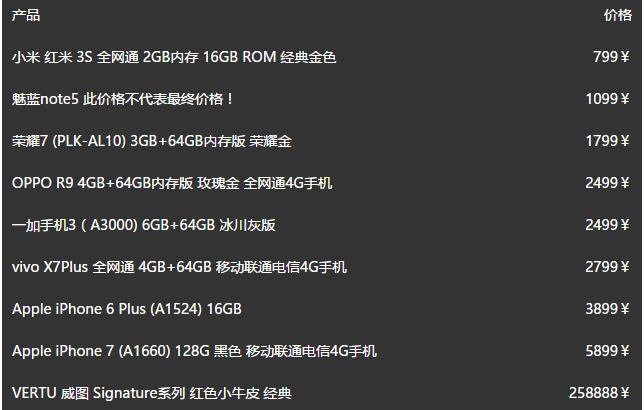 产品 价格
小米 红米 3S 全网通 2GB内存 16GB ROM 经典金色 799￥
魅蓝note5 此价格不代表最终价格！ 1099￥
荣耀7 (PLK-AL10) 3GB+64GB内存版 荣耀金 1799￥
OPPO R9 4GB+64GB内存版 玫瑰金 全网通4G手机 2499￥
一加手机3（A3000) 6GB+64GB 冰川灰版 2499￥
vivo X7Plus 全网通 4GB+64GB 移动联通电信4G手机 2799￥
Apple iPhone 6 Plus (A1524) 16GB 3899￥
Apple iPhone 7 (A1660) 128G 黑色 移动联通电信4G手机 5899￥
VERTU 威图 Signature系列 红色小牛皮 经典 258888￥